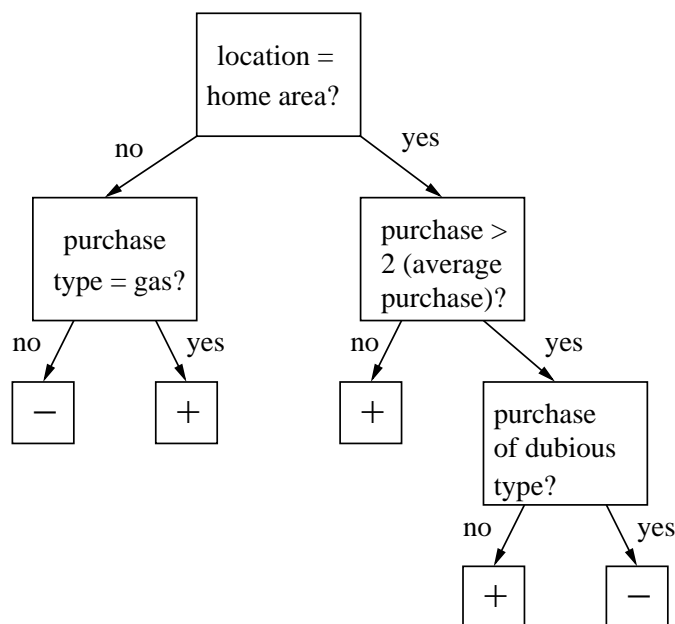 location =
home area?
no
yes
purchase
type = gas?
purchase >
2 (average
purchase)?
no
yes
no
yes
−
+
+
purchase
of dubious
type?
no
yes
+
−